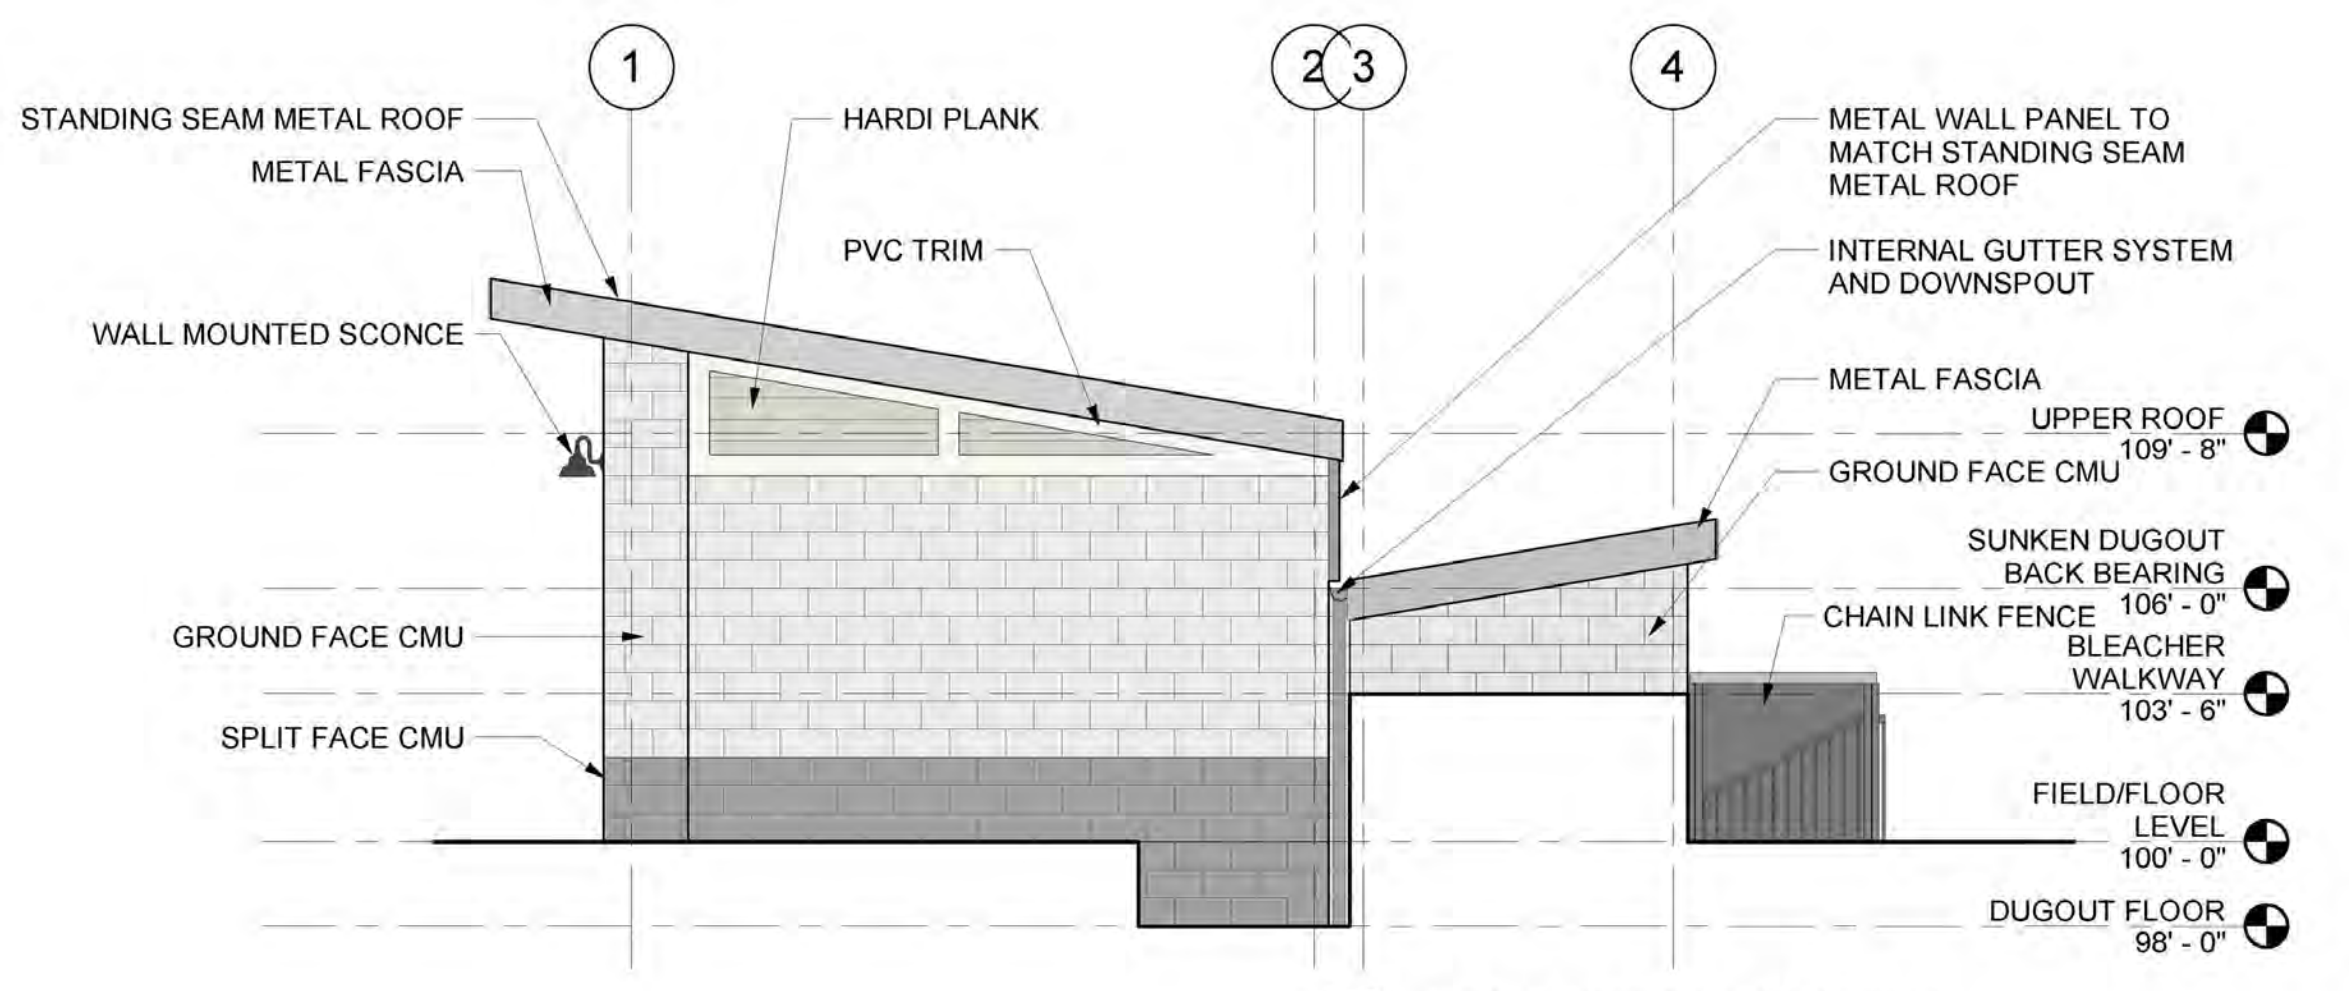 1
2
3
4
STANDING SEAM METAL ROOF
METAL FASCIA
WALL MOUNTED SCONCE
GROUND FACE CMU
SPLIT FACE CMU
HARDI PLANK
PVC TRIM
METAL WALL PANEL TO
MATCH STANDING SEAM
METAL ROOF
INTERNAL GUTTER SYSTEM
AND DOWNSPOUT
METAL FASCIA
UPPER ROOF
109' - 8"
GROUND FACE CMU
SUNKEN DUGOUT
BACK BEARING
106' - 0"
CHAIN LINK FENCE
BLEACHER
WALKWAY
103' - 6"
FIELD/FLOOR
LEVEL
100' - 0"
DUGOUT FLOOR
98' - 0"